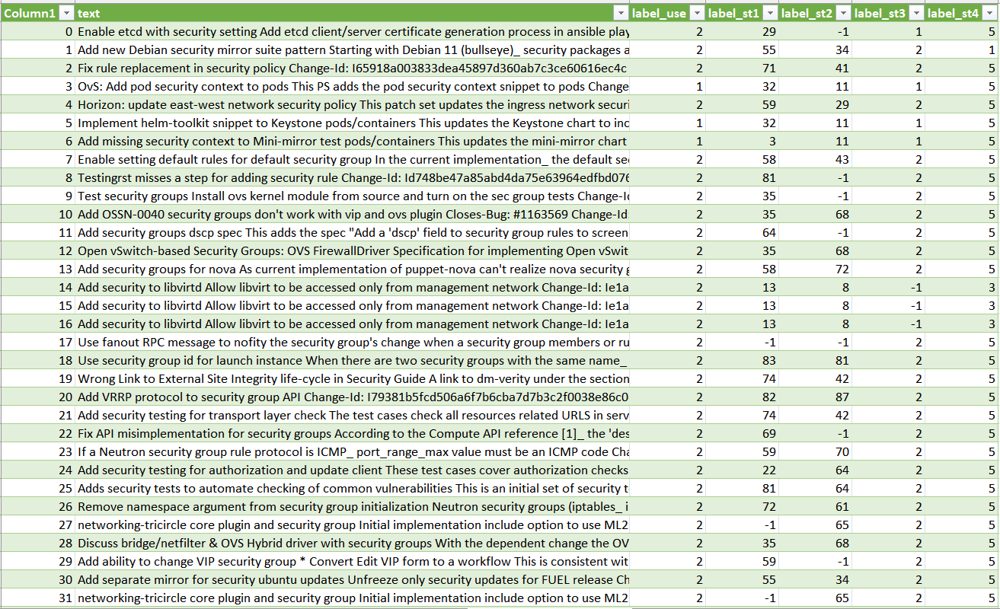 Column1 text label_use label_st1 label_st2 label_st3 label_st4
0 Enable etcd with security setting Add etcd client/server certificate generation process in ansible play 2 29 -1 1 5
1 Add new Debian security mirror suite pattern Starting with Debian 11 (bullseye)_ security packages a 2 55 34 2 1
2 Fix rule replacement in security policy Change-Id: I65918a003833dea45897d360ab7c3ce60616ec4c 2 71 41 2 5
3 OvS: Add pod security context to pods This PS adds the pod security context snippet to pods Change 1 32 11 1 5
4 Horizon: update east-west network security policy This patch set updates the ingress network securi 2 59 29 2 5
5 Implement helm-toolkit snippet to Keystone pods/containers This updates the Keystone chart to inc 1 32 11 1 5
6 Add missing security context to Mini-mirror test pods/containers This updates the mini-mirror chart 1 3 11 1 5
7 Enable setting default rules for default security group In the current implementation_ the default se 2 58 43 2 5
8 Testingrst misses a step for adding security rule Change-Id: Id748be47a85abd4da75e63964edfbd076 2 81 -1 2 5
9 Test security groups Install ovs kernel module from source and turn on the sec group tests Change-Id 2 35 -1 2 5
10 Add OSSN-0040 security groups don't work with vip and ovs plugin Closes-Bug: #1163569 Change-Id 2 35 68 2 5
11 Add security groups dscp spec This adds the spec "Add a 'dscp' field to security group rules to screen 2 64 -1 2 5
12 Open vSwitch-based Security Groups: OVS FirewallDriver Specification for implementing Open vSwit 2 35 68 2 5
13 Add security groups for nova As current implementation of puppet-nova can't realize nova security g 2 58 72 2 5
14 Add security to libvirtd Allow libvirt to be accessed only from management network Change-Id: Ie1a 2 13 8 -1 3
15 Add security to libvirtd Allow libvirt to be accessed only from management network Change-Id: Ie1a 2 13 8 -1 3
16 Add security to libvirtd Allow libvirt to be accessed only from management network Change-Id: Ie1a 2 13 8 -1 3
17 Use fanout RPC message to nofity the security group's change when a security group members or ru 2 -1 -1 2 5
18 Use security group id for launch instance When there are two security groups with the same name_ 2 83 81 2 5
19 Wrong Link to External Site Integrity life-cycle in Security Guide A link to dm-verity under the section 2 74 42 2 5
20 Add VRRP protocol to security group API Change-Id: I79381b5fcd506a6f7b6cba7d7b3c2f0038e86c0 2 82 87 2 5
21 Add security testing for transport layer check The test cases check all resources related URLS in serv 2 74 42 2 5
22 Fix API misimplementation for security groups According to the Compute API reference [1]_ the 'des 2 69 -1 2 5
23 If a Neutron security group rule protocol is ICMP_ port_range_max value must be an ICMP code Cha 2 59 70 2 5
24 Add security testing for authorization and update client These test cases cover authorization checks 2 22 64 2 5
25 Adds security tests to automate checking of common vulnerabilities This is an initial set of security t 2 81 64 2 5
26 Remove namespace argument from security group initialization Neutron security groups (iptables_ i 2 72 61 2 5
27 networking-tricircle core plugin and security group Initial implementation include option to use ML2 2 -1 65 2 5
28 Discuss bridge/netfilter & OVS Hybrid driver with security groups With the dependent change the OV 2 35 68 2 5
29 Add ability to change VIP security group * Convert Edit VIP form to a workflow This is consistent wit 2 59 -1 2 5
30 Add separate mirror for security ubuntu updates Unfreeze only security updates for FUEL release Ch 2 55 34 2 5
31 networking-tricircle core plugin and security group Initial implementation include option to use ML2 2 -1 65 2 5